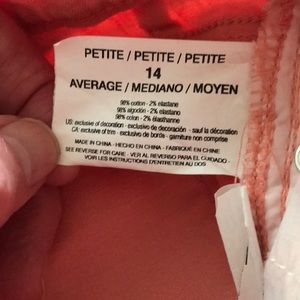 PETITE / PETITE / PETITE
14
AVERAGE / MEDIANO / MOYEN
98% cotton - 2% elastane
98% algodón - 2% elastano
98% coton - 2% élasthanne
US: exclusive of decoration - exclusivo de decoración - sauf la décoration
CA: exclusive of trim - exclusivo de bordes - garniture non comprise
MADE IN CHINA - HECHO EN CHINA - FABRIQUÉ EN CHINE
SEE REVERSE FOR CARE - VER AL REVERSO PARA EL CUIDADO -
VOIR LES INSTRUCTIONS D'ENTRETIEN AU DOS